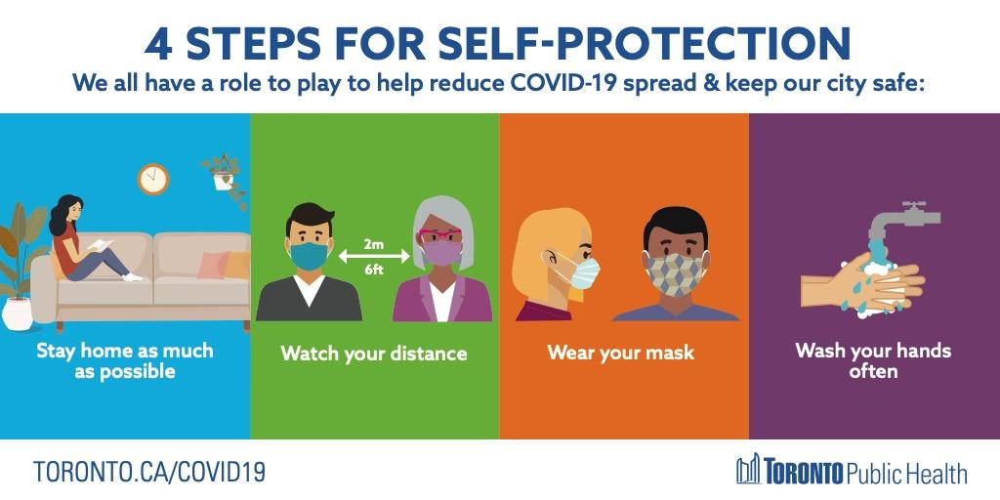 4 STEPS FOR SELF-PROTECTION
We all have a role to play to help reduce COVID-19 spread & keep our city safe:
Stay home as much
as possible
2m
6ft
Watch your distance
Wear your mask
Wash your hands
often
TORONTO.CA/COVID19
TORONTO Public Health